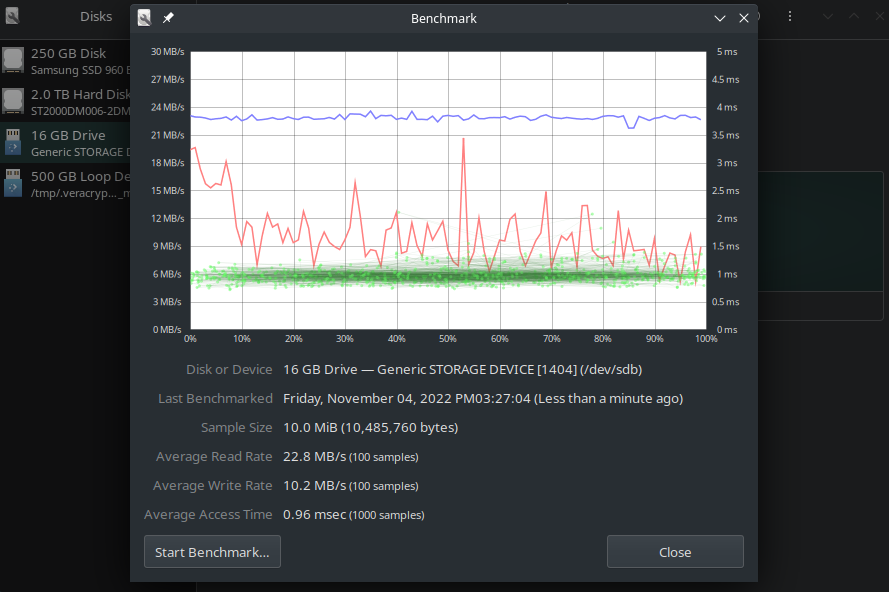 Disks
Benchmark
250 GB Disk
Samsung SSD 960 E
2.0 TB Hard Disk
ST2000DM006-2DM
16 GB Drive
Generic STORAGE D
500 GB Loop De
/tmp/.veracryp..._m
30 MB/s
27 MB/s
24 MB/s
21 MB/s
18 MB/s
15 MB/s
12 MB/s
9 MB/s
6 MB/s
3 MB/s
0 MB/s
5 ms
4.5 ms
4 ms
3.5 ms
3 ms
2.5 ms
2 ms
1.5 ms
1 ms
0.5 ms
0 ms
0% 10% 20% 30% 40% 50% 60% 70% 80% 90% 100%
Disk or Device 16 GB Drive — Generic STORAGE DEVICE [1404] (/dev/sdb)
Last Benchmarked Friday, November 04, 2022 PM03:27:04 (Less than a minute ago)
Sample Size 10.0 MiB (10,485,760 bytes)
Average Read Rate 22.8 MB/s (100 samples)
Average Write Rate 10.2 MB/s (100 samples)
Average Access Time 0.96 msec (1000 samples)
Start Benchmark... Close